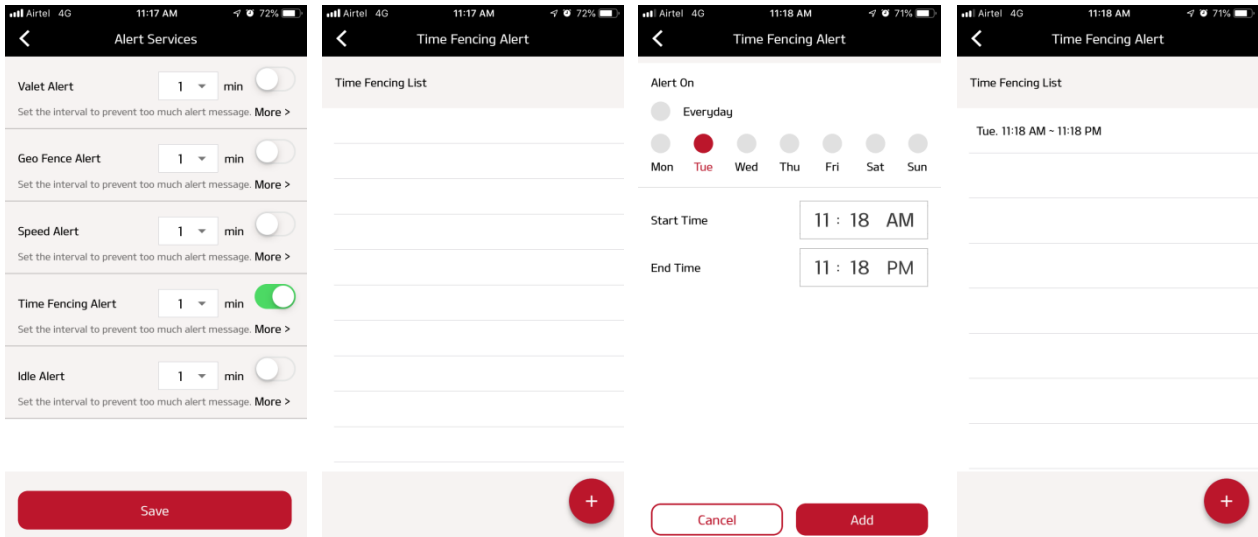 Airtel 4G 11:17 AM 72%
Alert Services
Valet Alert 1 min
Set the interval to prevent too much alert message. More >
Geo Fence Alert 1 min
Set the interval to prevent too much alert message. More >
Speed Alert 1 min
Set the interval to prevent too much alert message. More >
Time Fencing Alert 1 min
Set the interval to prevent too much alert message. More >
Idle Alert 1 min
Set the interval to prevent too much alert message. More >
Save
Airtel 4G 11:17 AM 72%
Time Fencing Alert
Time Fencing List
+
Airtel 4G 11:18 AM 71%
Time Fencing Alert
Alert On
Everyday
Mon Tue Wed Thu Fri Sat Sun
Start Time 11 : 18 AM
End Time 11 : 18 PM
Cancel Add
Airtel 4G 11:18 AM 71%
Time Fencing Alert
Time Fencing List
Tue. 11:18 AM ~ 11:18 PM
+